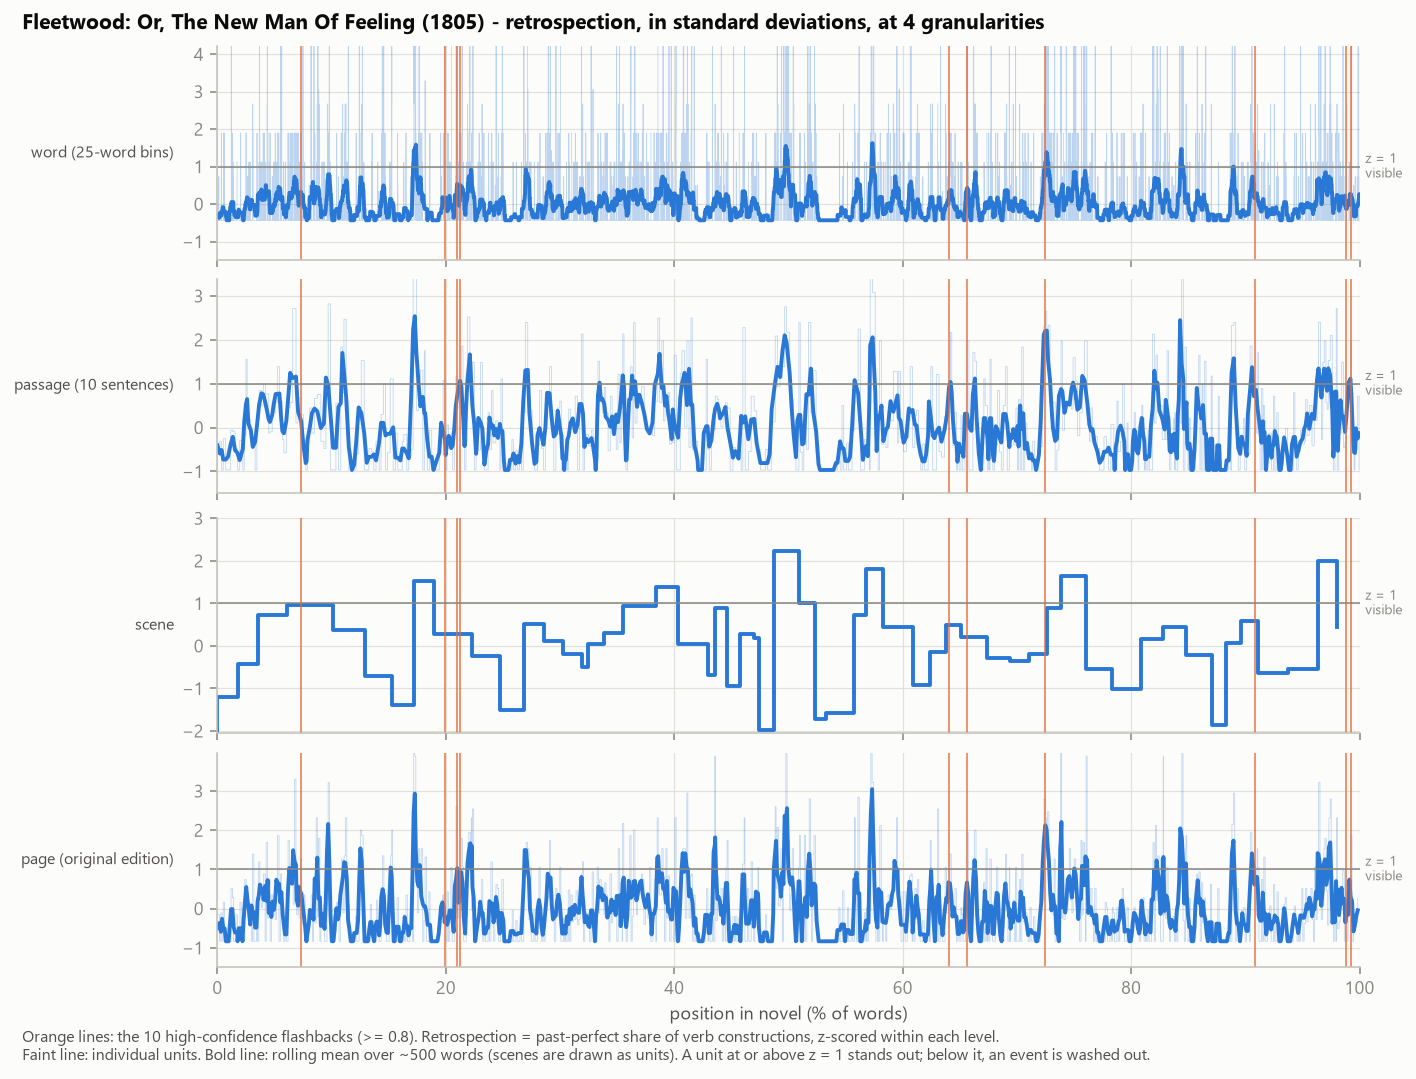 Fleetwood: Or, The New Man Of Feeling (1805) - retrospection, in standard deviations, at 4 granularities
4
3
2
1
0
−1
word (25-word bins)
z = 1
visible
3
2
1
0
−1
passage (10 sentences)
z = 1
visible
3
2
1
0
−1
−2
scene
z = 1
visible
3
2
1
0
−1
page (original edition)
z = 1
visible
0
20
40
60
80
100
position in novel (% of words)
Orange lines: the 10 high-confidence flashbacks (>= 0.8). Retrospection = past-perfect share of verb constructions, z-scored within each level.
Faint line: individual units. Bold line: rolling mean over ~500 words (scenes are drawn as units). A unit at or above z = 1 stands out; below it, an event is washed out.